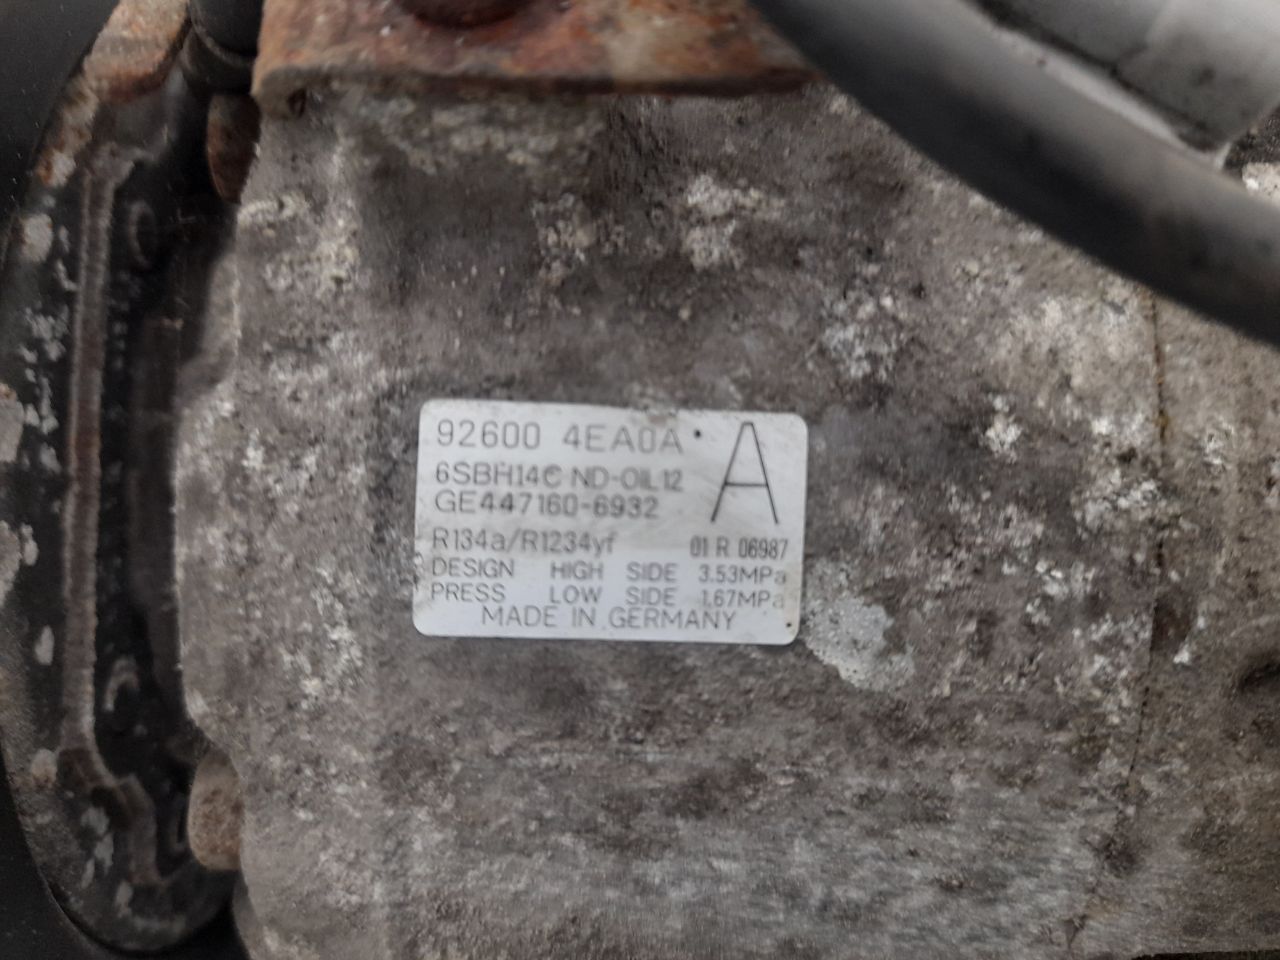 92600 4EA0A A
6SBH14C ND-OIL12
GE447160-6932
R134a/R1234yf 01 R 06987
DESIGN HIGH SIDE 3.53MPa
PRESS LOW SIDE 1.67MPa
MADE IN GERMANY